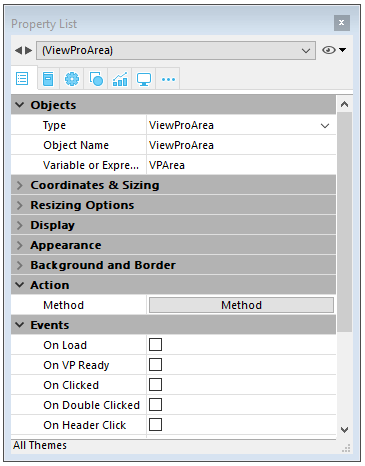 Property List
(ViewProArea)
Objects
Type ViewProArea
Object Name ViewProArea
Variable or Expre... VPArea
Coordinates & Sizing
Resizing Options
Display
Appearance
Background and Border
Action
Method Method
Events
On Load
On VP Ready
On Clicked
On Double Clicked
On Header Click
All Themes